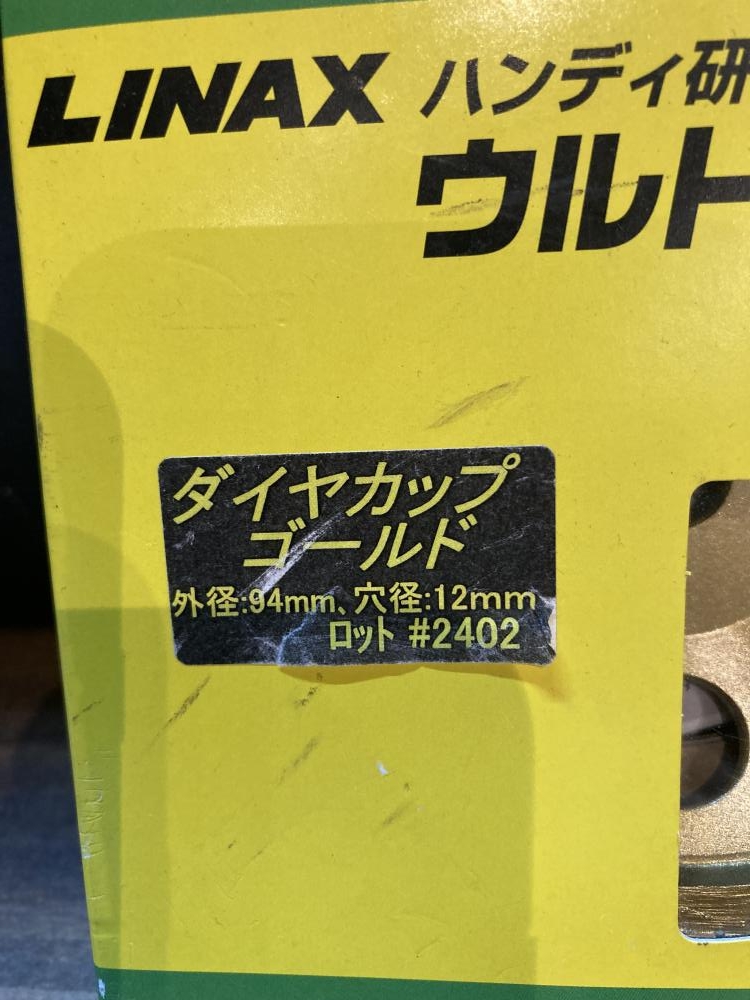 LINAX ハンディ研
ウルト
ダイヤカップ
ゴールド
外径:94mm、穴径:12mm
ロット #2402